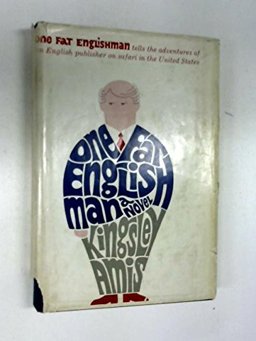 one FAT ENGLISHMAN tells the adventures of
an English publisher on safari in the United States
ONE FAT
ENGLISH
man A NOVEL
KINGSLEY
AMIS